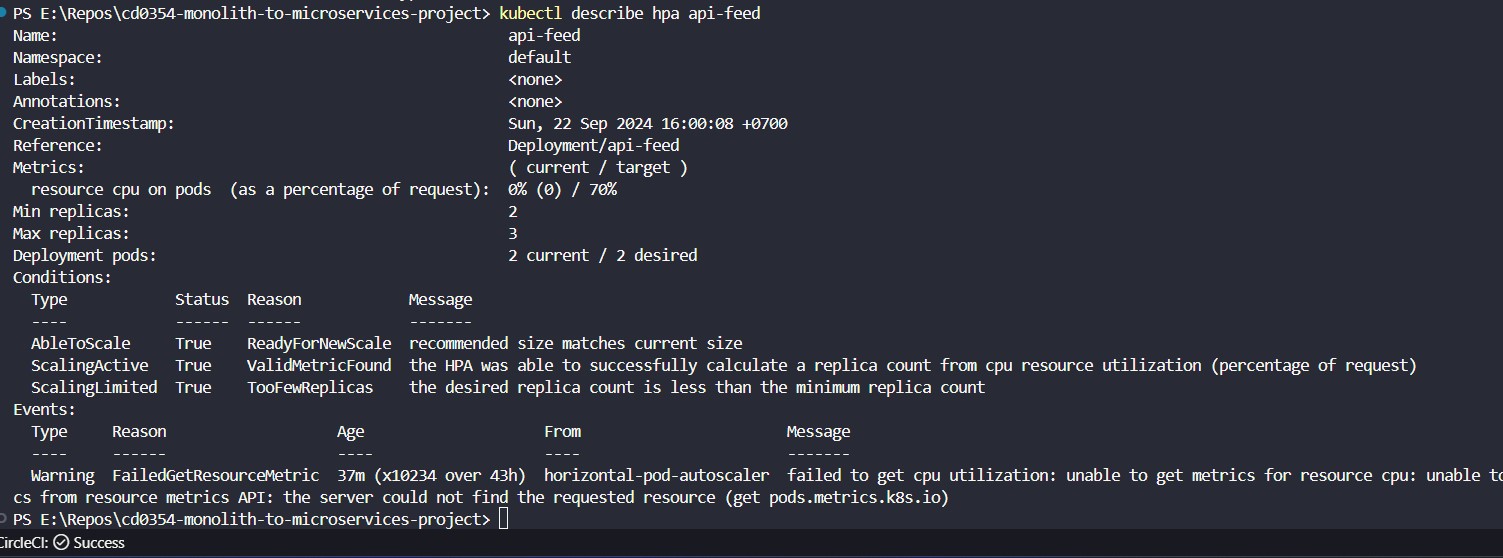 PS E:\Repos\cd0354-monolith-to-microservices-project> kubectl describe hpa api-feed
Name: api-feed
Namespace: default
Labels: <none>
Annotations: <none>
CreationTimestamp: Sun, 22 Sep 2024 16:00:08 +0700
Reference: Deployment/api-feed
Metrics: ( current / target )
resource cpu on pods (as a percentage of request): 0% (0) / 70%
Min replicas: 2
Max replicas: 3
Deployment pods: 2 current / 2 desired
Conditions:
Type Status Reason Message
---- ------ ------ -------
AbleToScale True ReadyForNewScale recommended size matches current size
ScalingActive True ValidMetricFound the HPA was able to successfully calculate a replica count from cpu resource utilization (percentage of request)
ScalingLimited True TooFewReplicas the desired replica count is less than the minimum replica count
Events:
Type Reason Age From Message
---- ------ ---- ---- -------
Warning FailedGetResourceMetric 37m (x10234 over 43h) horizontal-pod-autoscaler failed to get cpu utilization: unable to get metrics for resource cpu: unable to
cs from resource metrics API: the server could not find the requested resource (get pods.metrics.k8s.io)
PS E:\Repos\cd0354-monolith-to-microservices-project>
CircleCI: Success